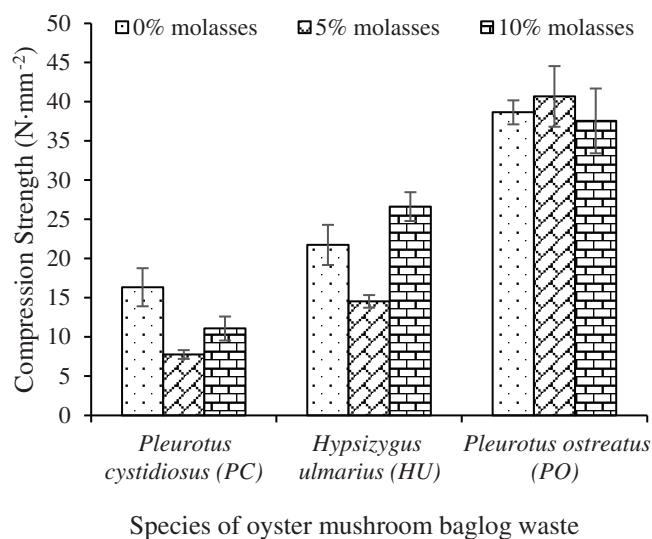 50
0% molasses 5% molasses 10% molasses
45
40
35
30
25
20
15
10
5
0
Compression Strength (N·mm⁻²)
Pleurotus cystidiosus (PC)
Hypsizygus ulmarius (HU)
Pleurotus ostreatus (PO)
Species of oyster mushroom baglog waste